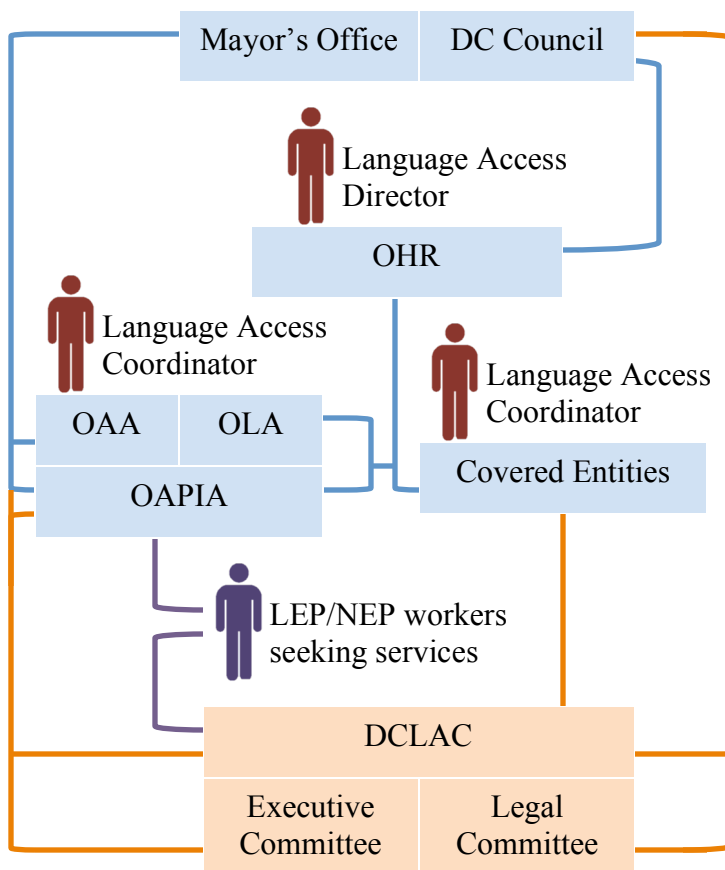 Mayor’s Office
DC Council
Language Access
Director
OHR
Language Access
Coordinator
Language Access
Coordinator
OAA
OLA
Covered Entities
OAPIA
LEP/NEP workers
seeking services
DCLAC
Executive
Committee
Legal
Committee